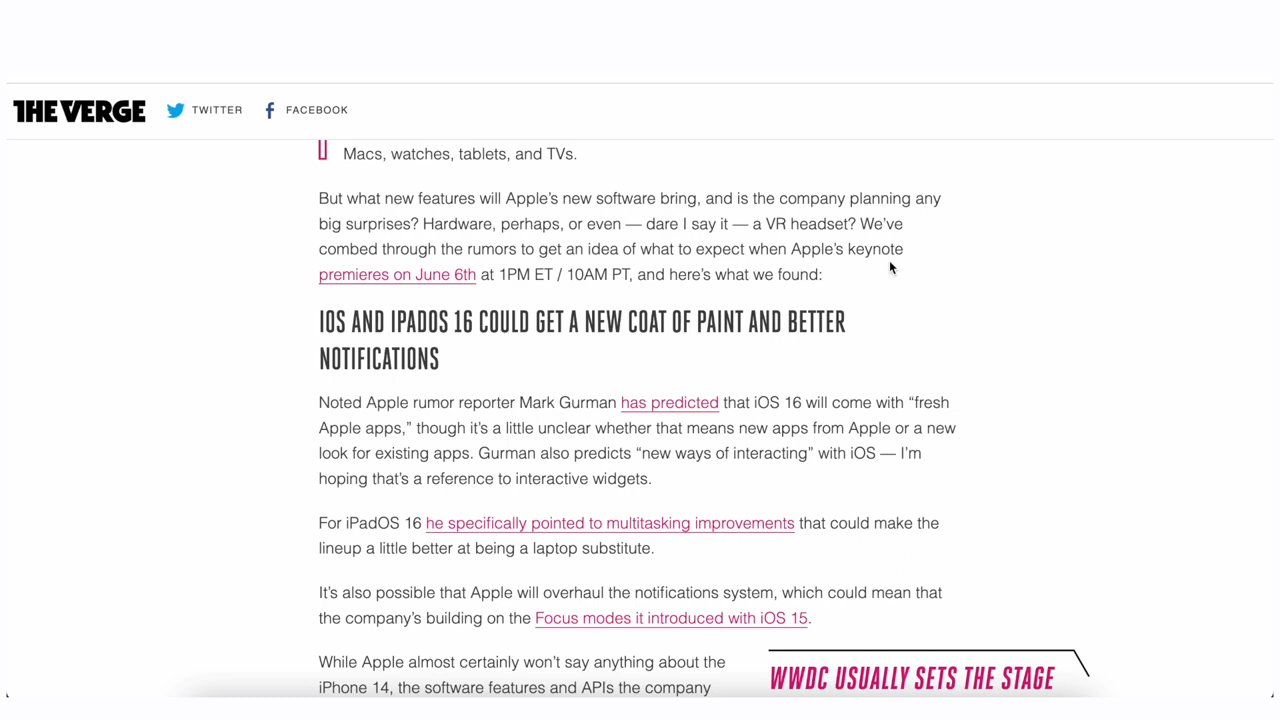 THE VERGE TWITTER FACEBOOK
Macs, watches, tablets, and TVs.
But what new features will Apple’s new software bring, and is the company planning any
big surprises? Hardware, perhaps, or even — dare I say it — a VR headset? We’ve
combed through the rumors to get an idea of what to expect when Apple’s keynote
premieres on June 6th at 1PM ET / 10AM PT, and here’s what we found:
IOS AND IPADOS 16 COULD GET A NEW COAT OF PAINT AND BETTER
NOTIFICATIONS
Noted Apple rumor reporter Mark Gurman has predicted that iOS 16 will come with “fresh
Apple apps,” though it’s a little unclear whether that means new apps from Apple or a new
look for existing apps. Gurman also predicts “new ways of interacting” with iOS — I’m
hoping that’s a reference to interactive widgets.
For iPadOS 16 he specifically pointed to multitasking improvements that could make the
lineup a little better at being a laptop substitute.
It’s also possible that Apple will overhaul the notifications system, which could mean that
the company’s building on the Focus modes it introduced with iOS 15.
While Apple almost certainly won’t say anything about the
iPhone 14, the software features and APIs the company
WWDC USUALLY SETS THE STAGE